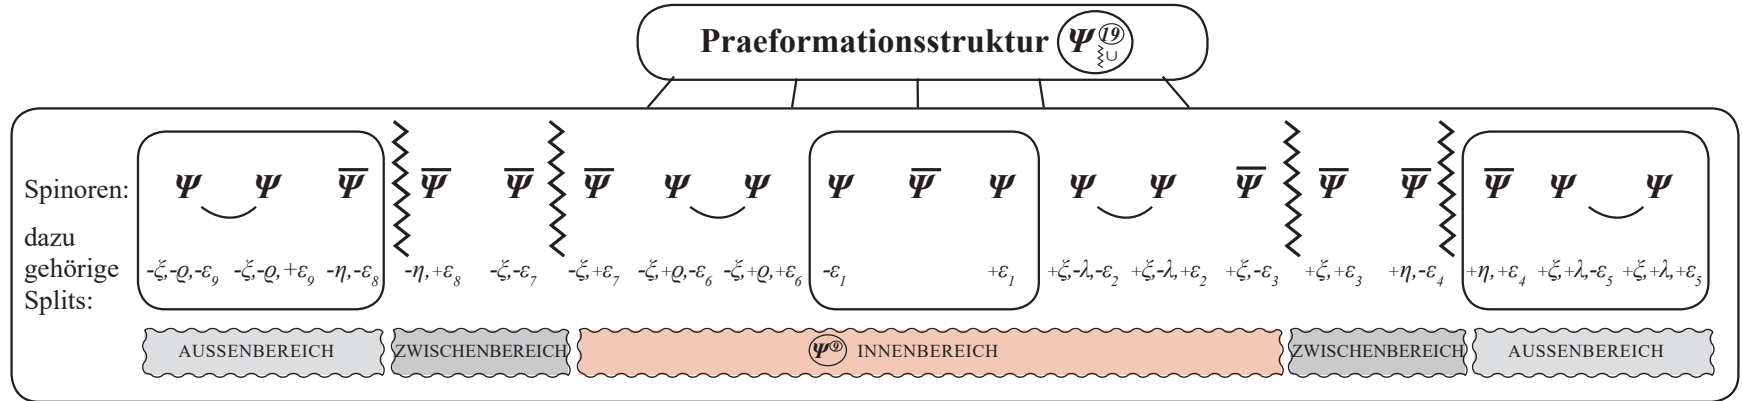 Praeformationsstruktur Ψ⑲ ∪
Spinoren: Ψ Ψ Ψ̅ Ψ̅ Ψ̅ Ψ̅ Ψ Ψ Ψ Ψ̅ Ψ Ψ Ψ Ψ̅ Ψ̅ Ψ̅ Ψ̅ Ψ Ψ
dazu
gehörige -ξ,-ϱ,-ε₉ -ξ,-ϱ,+ε₉ -η,-ε₈ -η,+ε₈ -ξ,-ε₇ -ξ,+ε₇ -ξ,+ϱ,-ε₆ -ξ,+ϱ,+ε₆ -ε₁ +ε₁ +ξ,-λ,-ε₂ +ξ,-λ,+ε₂ +ξ,-ε₃ +ξ,+ε₃ +η,-ε₄ +η,+ε₄ +ξ,+λ,-ε₅ +ξ,+λ,+ε₅
Splits:
AUSSENBEREICH ZWISCHENBEREICH Ψ⑨ INNENBEREICH ZWISCHENBEREICH AUSSENBEREICH